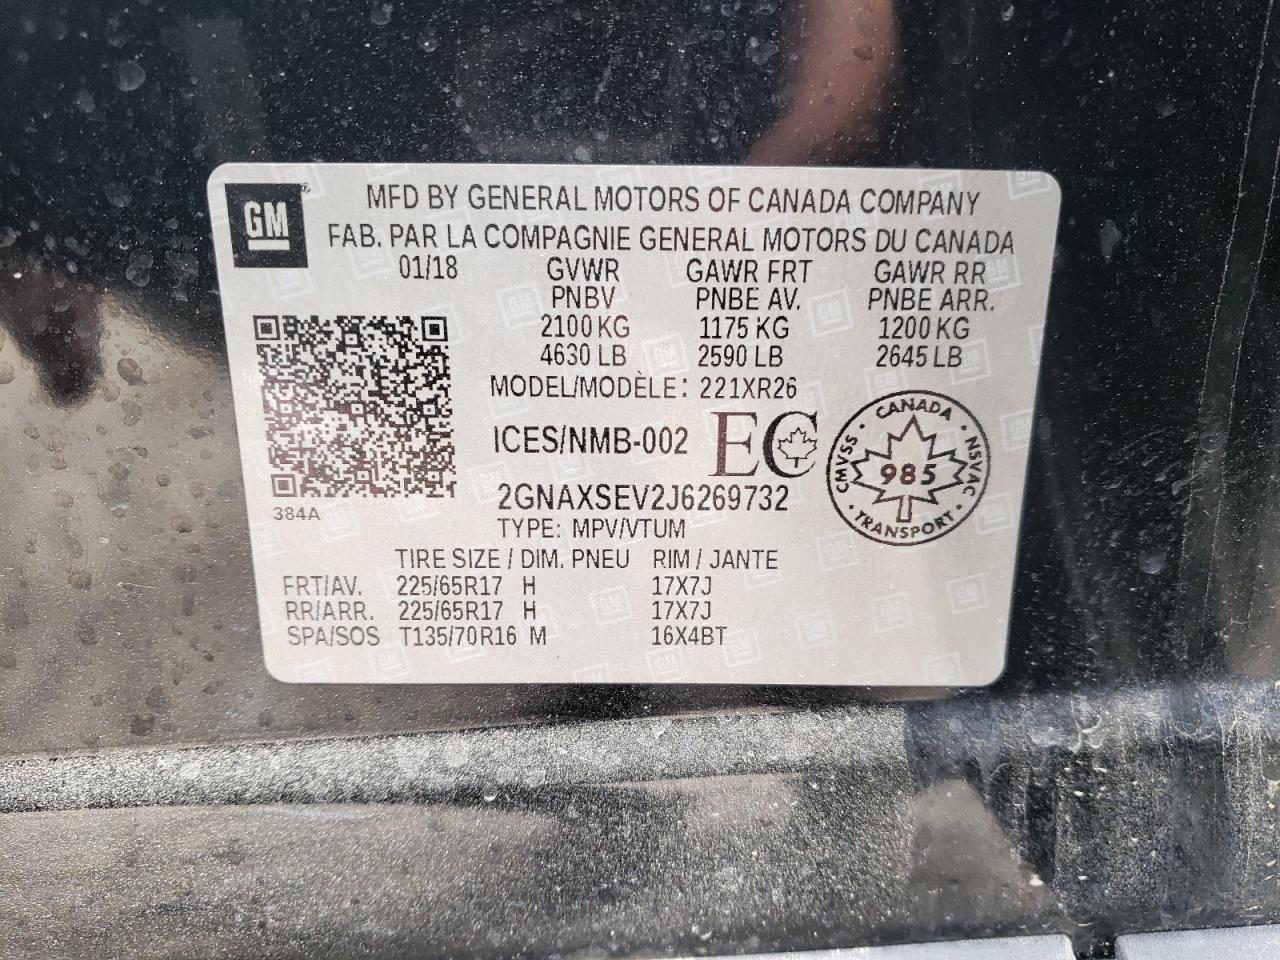 GM®
MFD BY GENERAL MOTORS OF CANADA COMPANY
FAB. PAR LA COMPAGNIE GENERAL MOTORS DU CANADA
01/18 GVWR GAWR FRT GAWR RR
PNBV PNBE AV. PNBE ARR.
2100 KG 1175 KG 1200 KG
4630 LB 2590 LB 2645 LB
MODEL/MODÈLE: 221XR26
ICES/NMB-002 EC
CANADA
CMVSS · 985 · NSVAC
TRANSPORT
2GNAXSEV2J6269732
384A
TYPE: MPV/VTUM
TIRE SIZE / DIM. PNEU RIM / JANTE
FRT/AV. 225/65R17 H 17X7J
RR/ARR. 225/65R17 H 17X7J
SPA/SOS T135/70R16 M 16X4BT